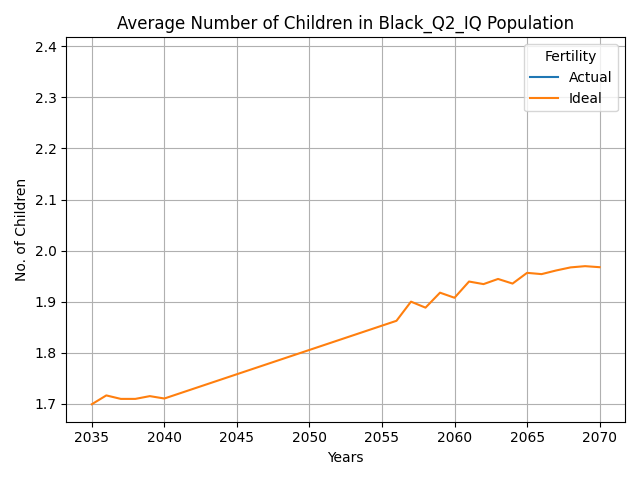 Average Number of Children in Black_Q2_IQ Population
Fertility
Actual
Ideal
No. of Children
2.4
2.3
2.2
2.1
2.0
1.9
1.8
1.7
2035 2040 2045 2050 2055 2060 2065 2070
Years